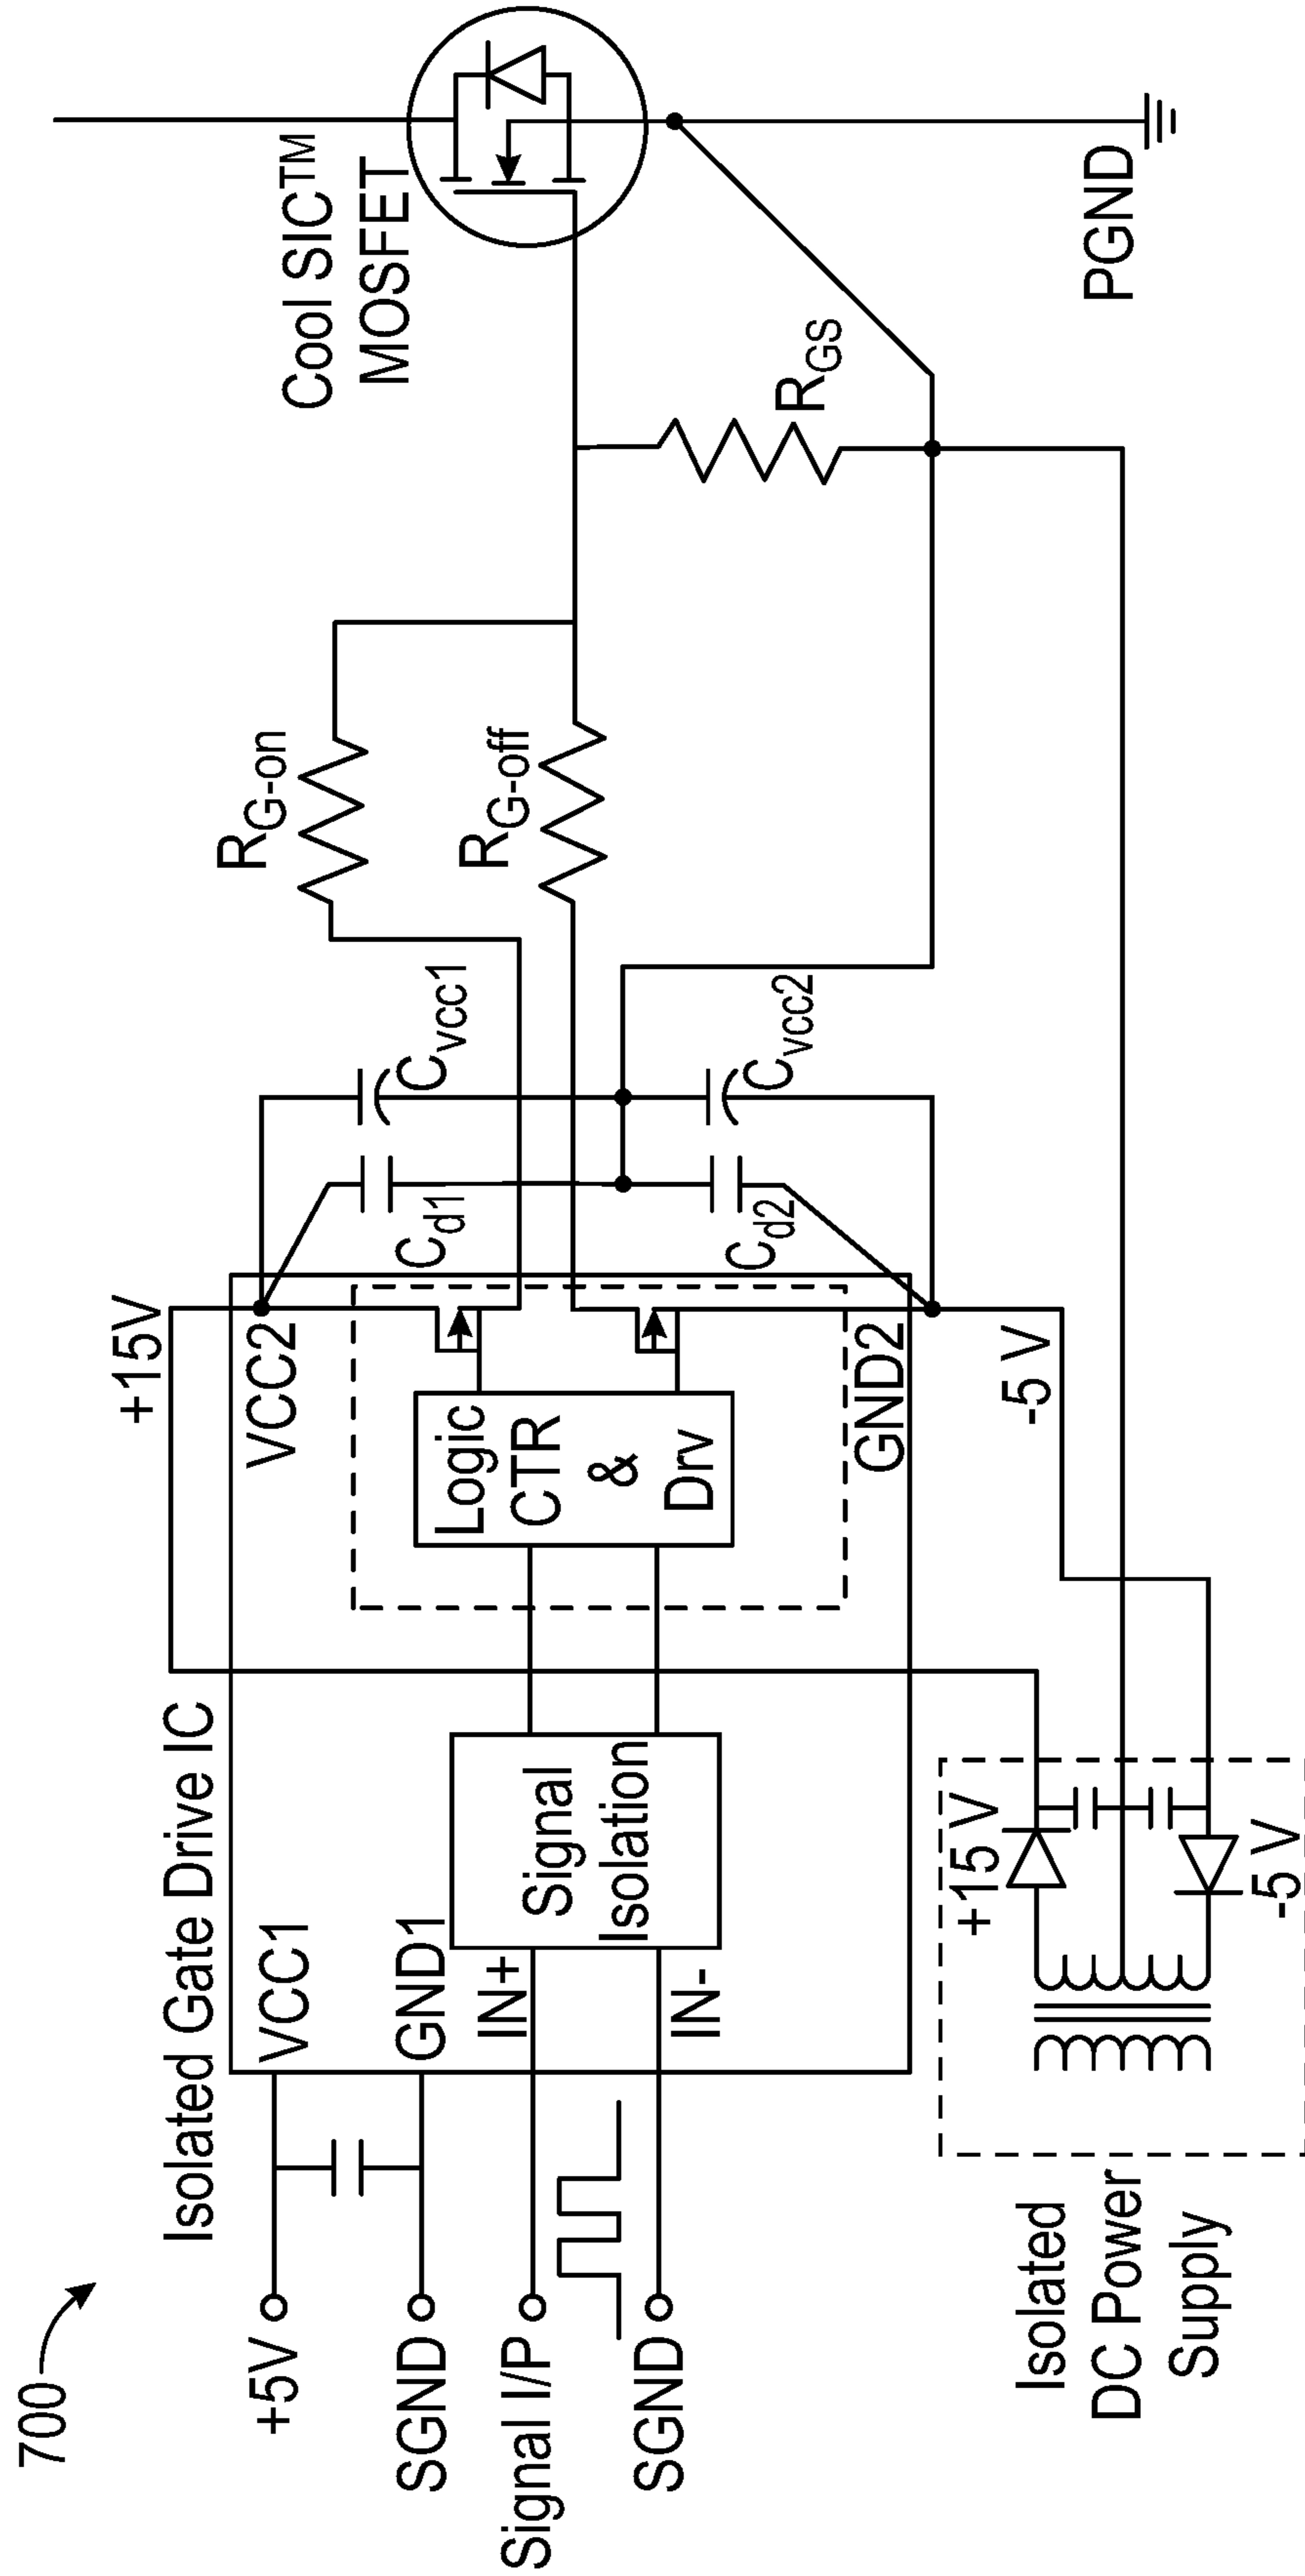 700
Isolated Gate Drive IC
+5V
SGND
Signal I/P
SGND
VCC1
GND1
IN+
IN-
Signal
Isolation
Logic
CTR
&
Drv
+15V
VCC2
GND2
-5 V
Cd1
Cvcc1
Cd2
Cvcc2
RG-on
RG-off
RGS
Cool SIC™
MOSFET
PGND
Isolated
DC Power
Supply
+15 V
-5 V